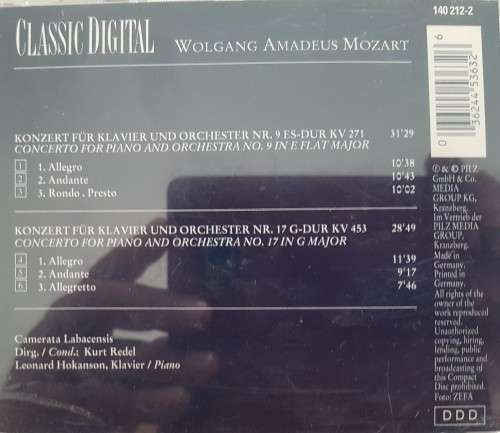 CLASSIC DIGITAL WOLGANG AMADEUS MOZART
140 212-2
6
36244 53632
KONZERT FÜR KLAVIER UND ORCHESTER NR. 9 ES-DUR KV 271 31'29
CONCERTO FOR PIANO AND ORCHESTRA NO. 9 IN E FLAT MAJOR
1 1. Allegro 10'38
2 2. Andante 10'43
3 3. Rondo . Presto 10'02
KONZERT FÜR KLAVIER UND ORCHESTER NR. 17 G-DUR KV 453 28'49
CONCERTO FOR PIANO AND ORCHESTRA NO. 17 IN G MAJOR
4 1. Allegro 11'39
5 2. Andante 9'17
6 3. Allegretto 7'46
Camerata Labacensis
Dirg. / Cond.: Kurt Redel
Leonard Hokanson, Klavier / Piano
℗ & © PILZ
GmbH & Co.
MEDIA
GROUP KG,
Kranzberg.
Im Vertrieb der
PILZ MEDIA
GROUP,
Kranzberg.
Made in
Germany.
Printed in
Germany.
All rights of the
owner of the
work reproduced
reserved.
Unauthorized
copying, hiring,
lending, public
performance and
broadcasting of
this Compact
Disc prohibited.
Foto: ZEFA
DDD